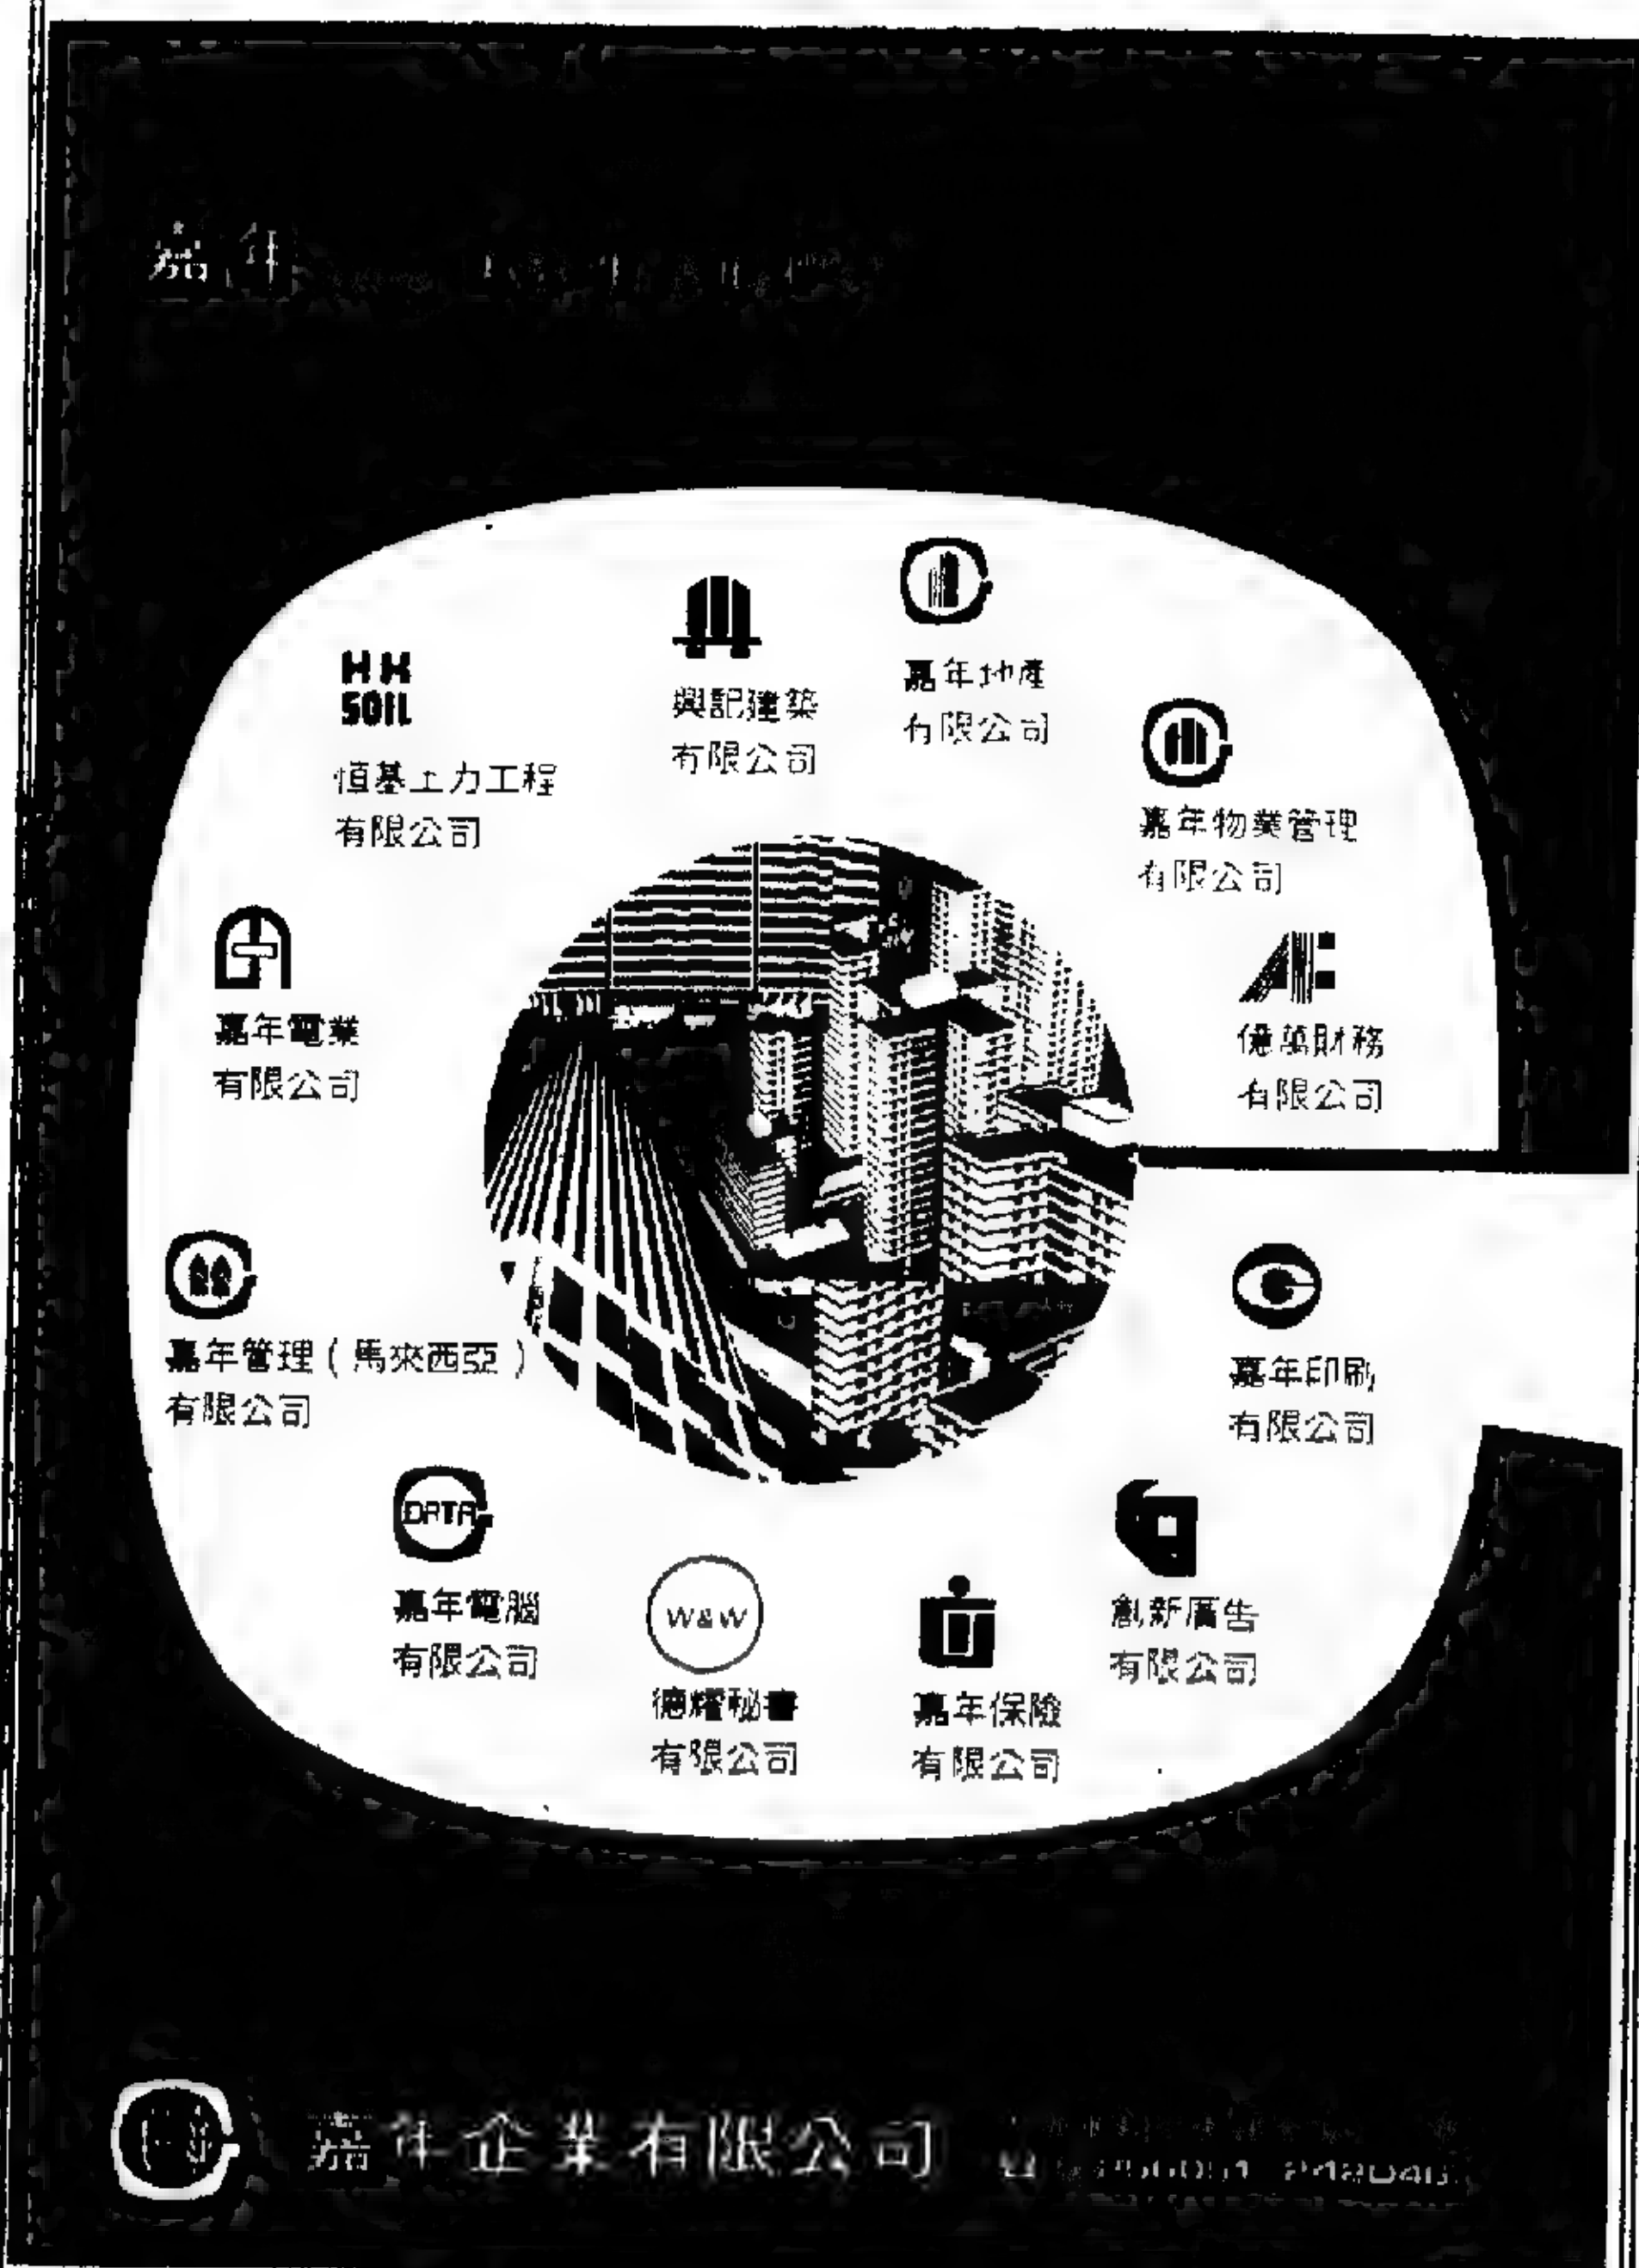 嘉年
嘉年地產
有限公司
興記建築
有限公司
HK
SOIL
恒基土力工程
有限公司
嘉年物業管理
有限公司
嘉年電業
有限公司
億萬財務
有限公司
嘉年管理（馬來西亞）
有限公司
嘉年印刷
有限公司
DATA
嘉年電腦
有限公司
W&W
德耀秘書
有限公司
嘉年保險
有限公司
創新廣告
有限公司
嘉年企業有限公司